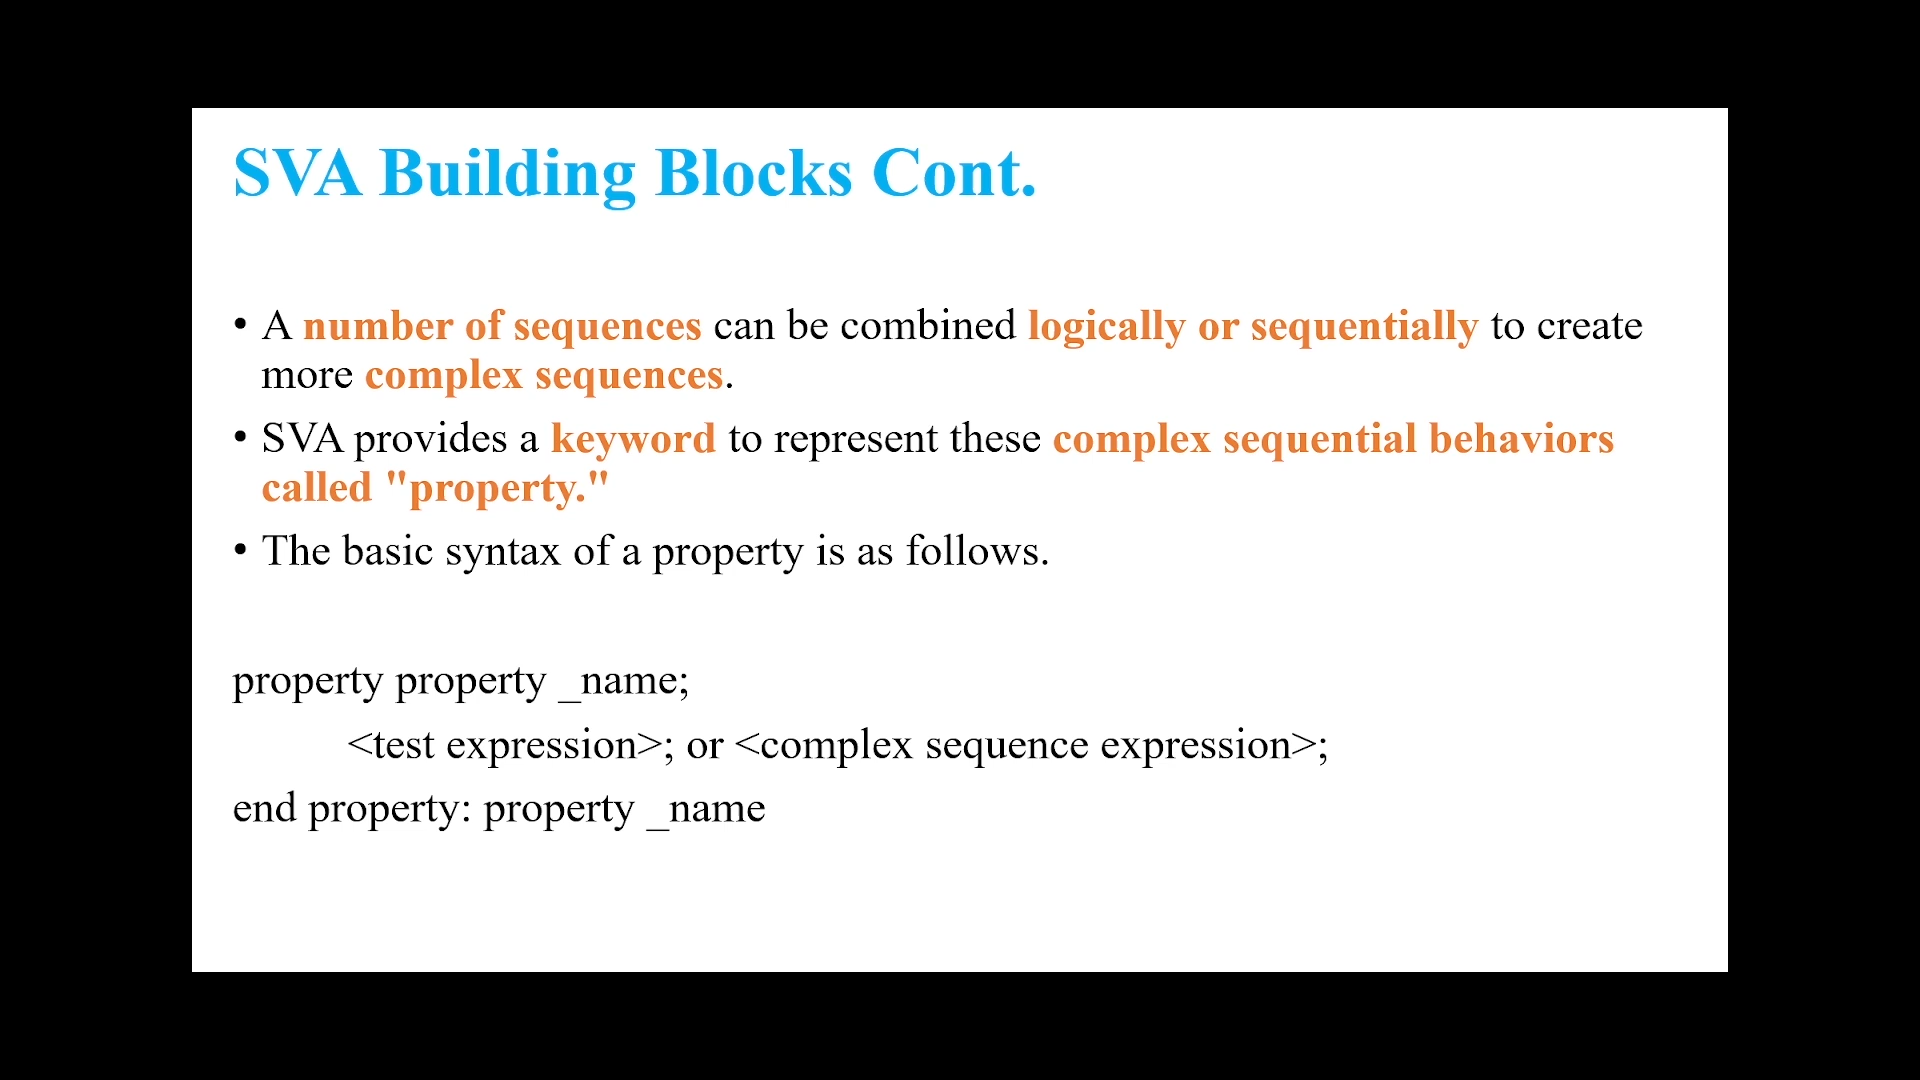 SVA Building Blocks Cont.
• A number of sequences can be combined logically or sequentially to create
more complex sequences.
• SVA provides a keyword to represent these complex sequential behaviors
called "property."
• The basic syntax of a property is as follows.
property property _name;
<test expression>; or <complex sequence expression>;
end property: property _name